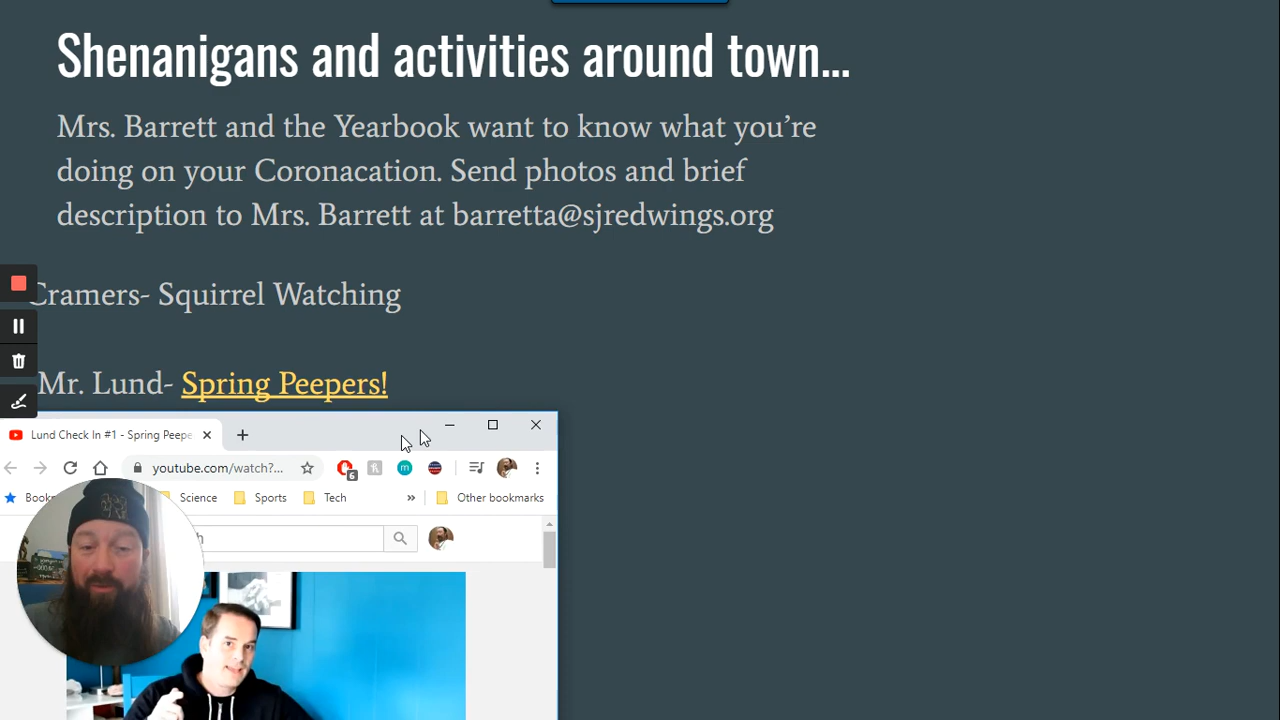 Shenanigans and activities around town...
Mrs. Barrett and the Yearbook want to know what you’re
doing on your Coronacation. Send photos and brief
description to Mrs. Barrett at barretta@sjredwings.org
Cramers- Squirrel Watching
Mr. Lund- Spring Peepers!
Lund Check In #1 - Spring Peepe
youtube.com/watch?...
6
Book
Science
Sports
Tech
»
Other bookmarks
h